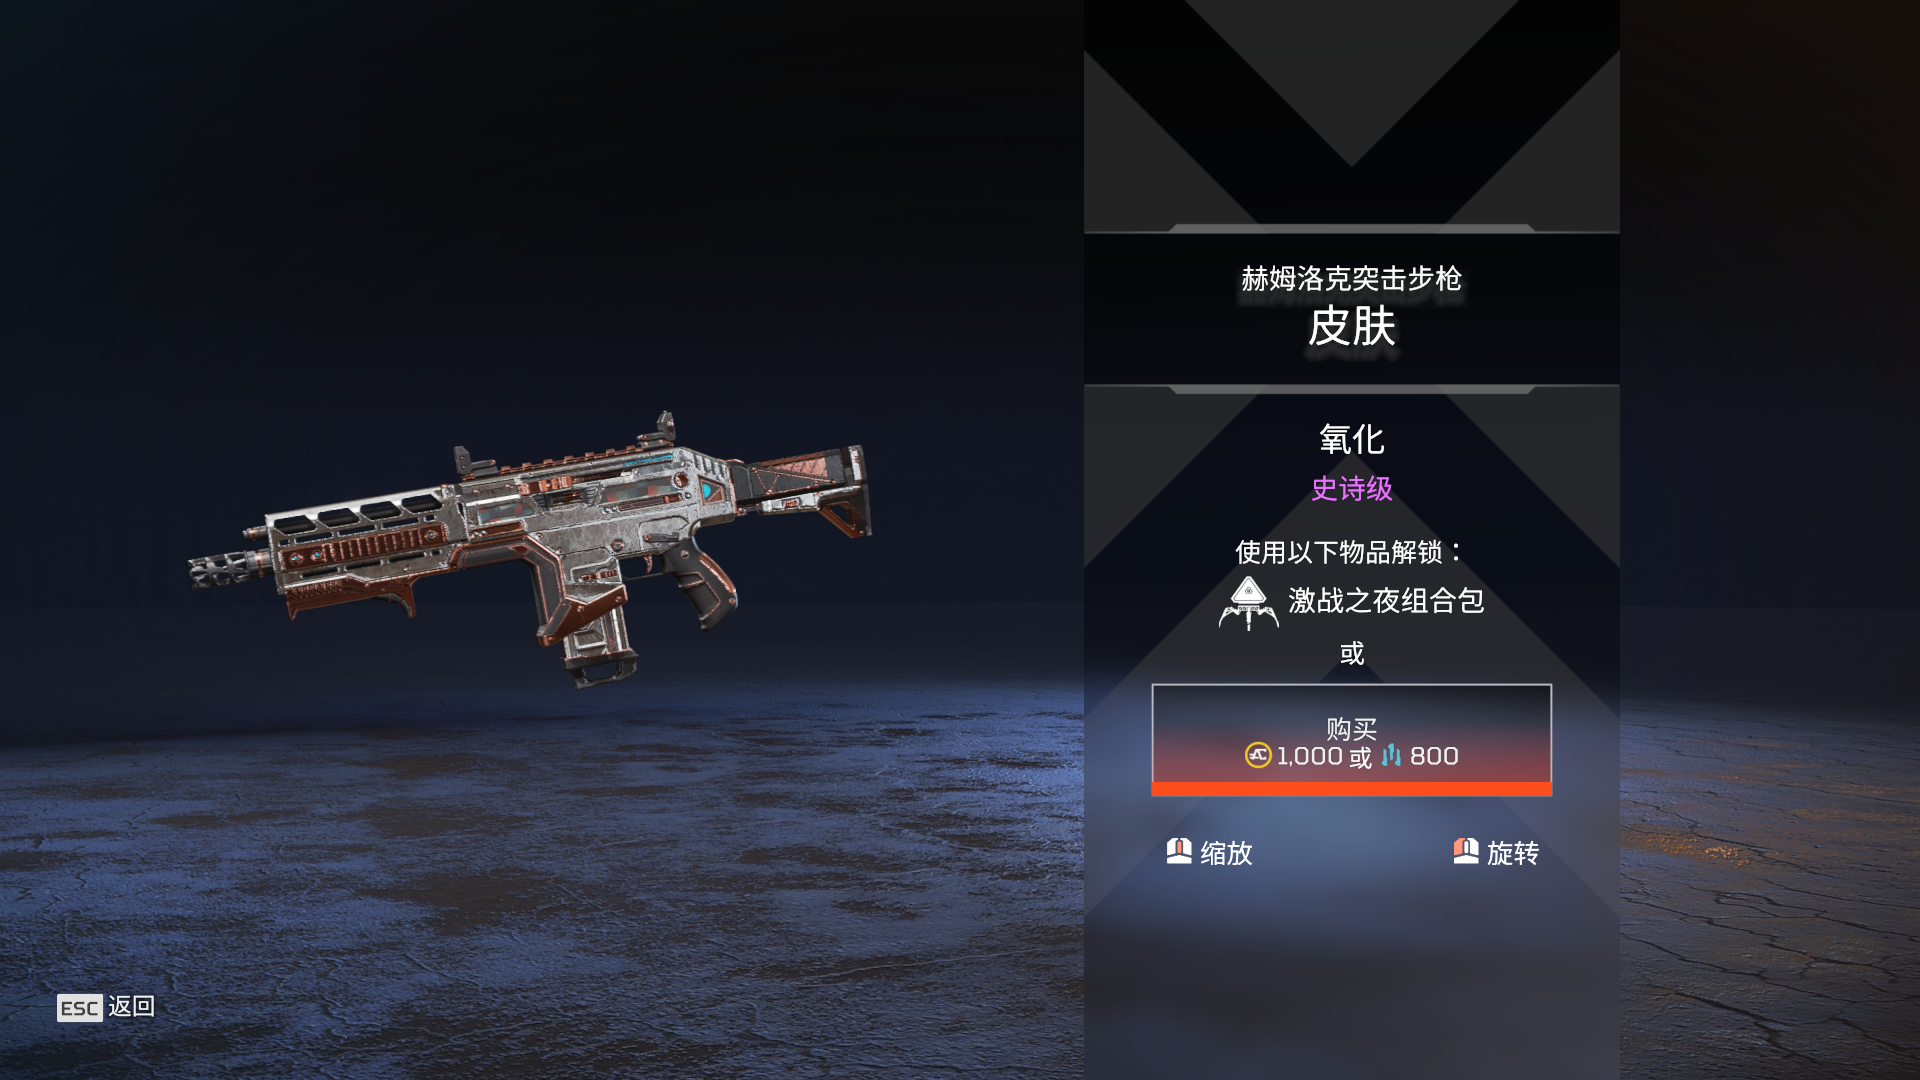 赫姆洛克突击步枪
皮肤
氧化
史诗级
使用以下物品解锁：
激战之夜组合包
或
购买
1,000 或 800
缩放
旋转
ESC 返回